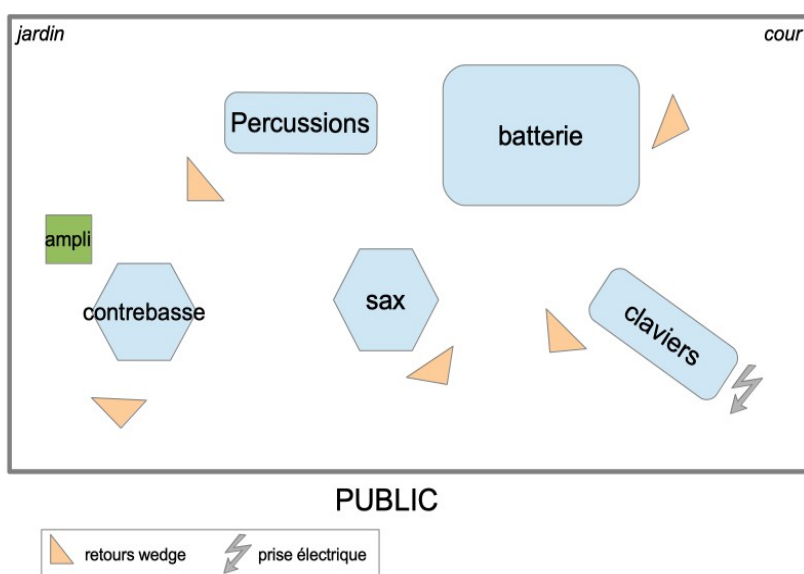 jardin
cour
Percussions
batterie
ampli
contrebasse
sax
claviers
PUBLIC
retours wedge
prise électrique